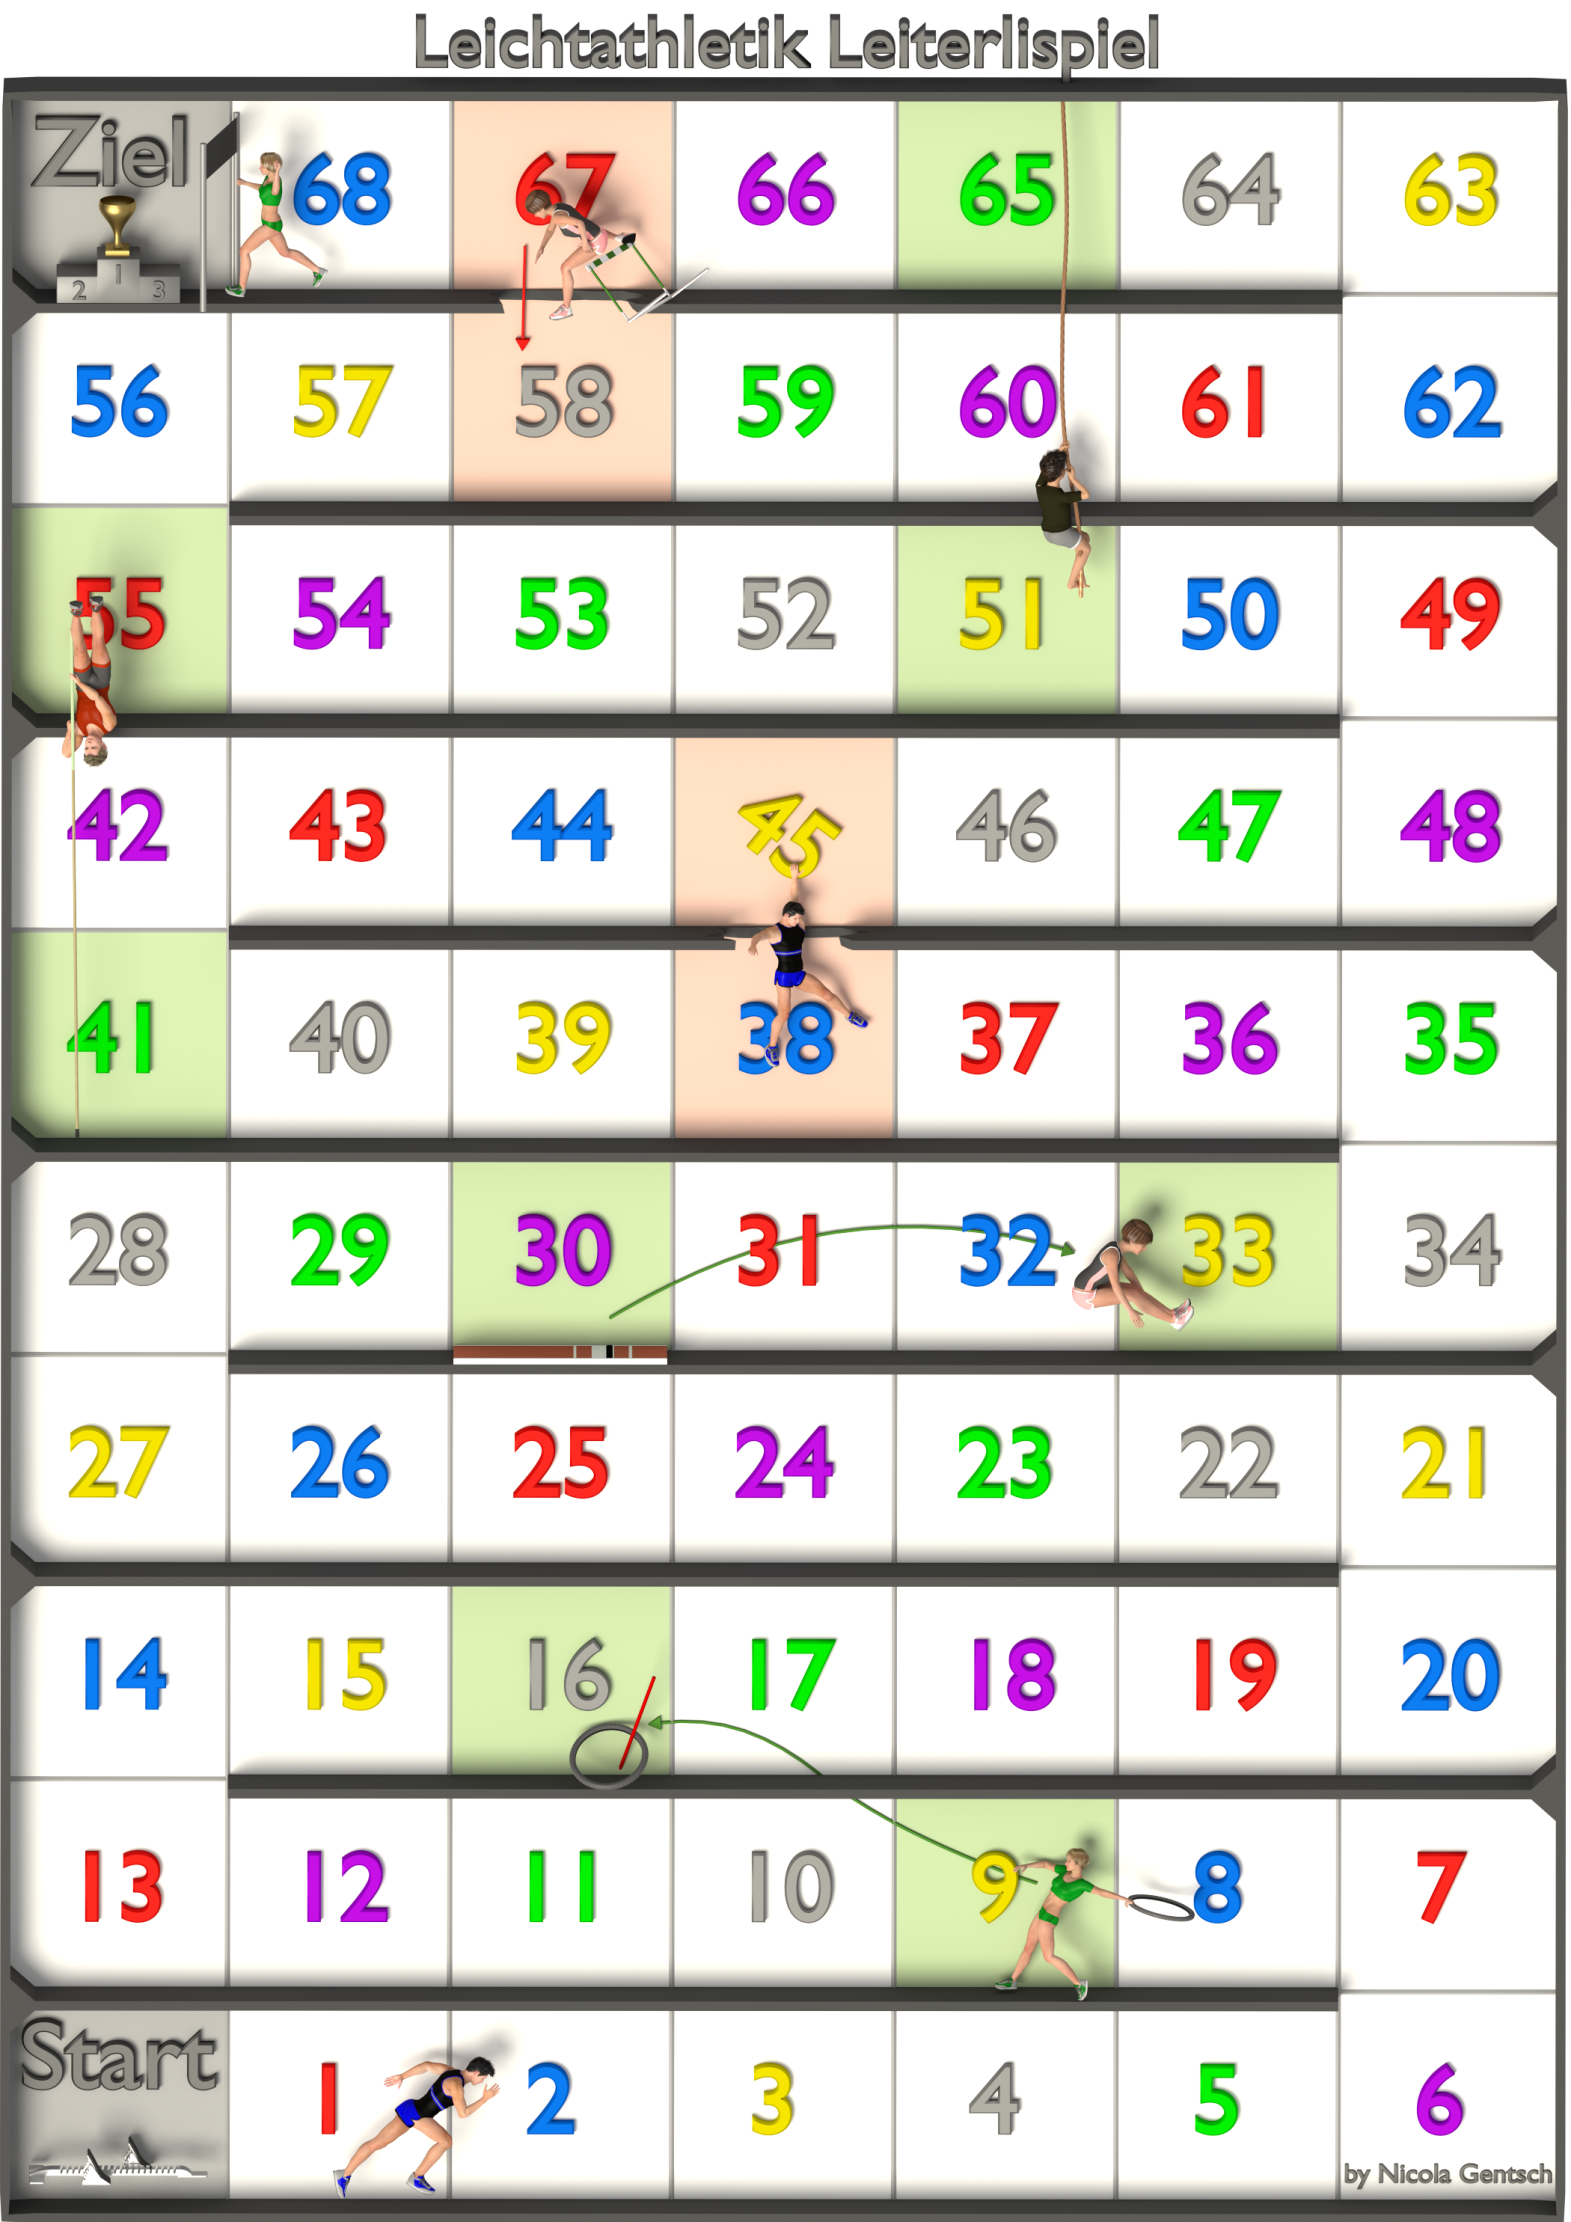 Leichtathletik Leiterlispiel
Ziel 68 67 66 65 64 63
2 1 3
56 57 58 59 60 61 62
55 54 53 52 51 50 49
42 43 44 45 46 47 48
41 40 39 38 37 36 35
28 29 30 31 32 33 34
27 26 25 24 23 22 21
14 15 16 17 18 19 20
13 12 11 10 9 8 7
Start 1 2 3 4 5 6
by Nicola Gentsch